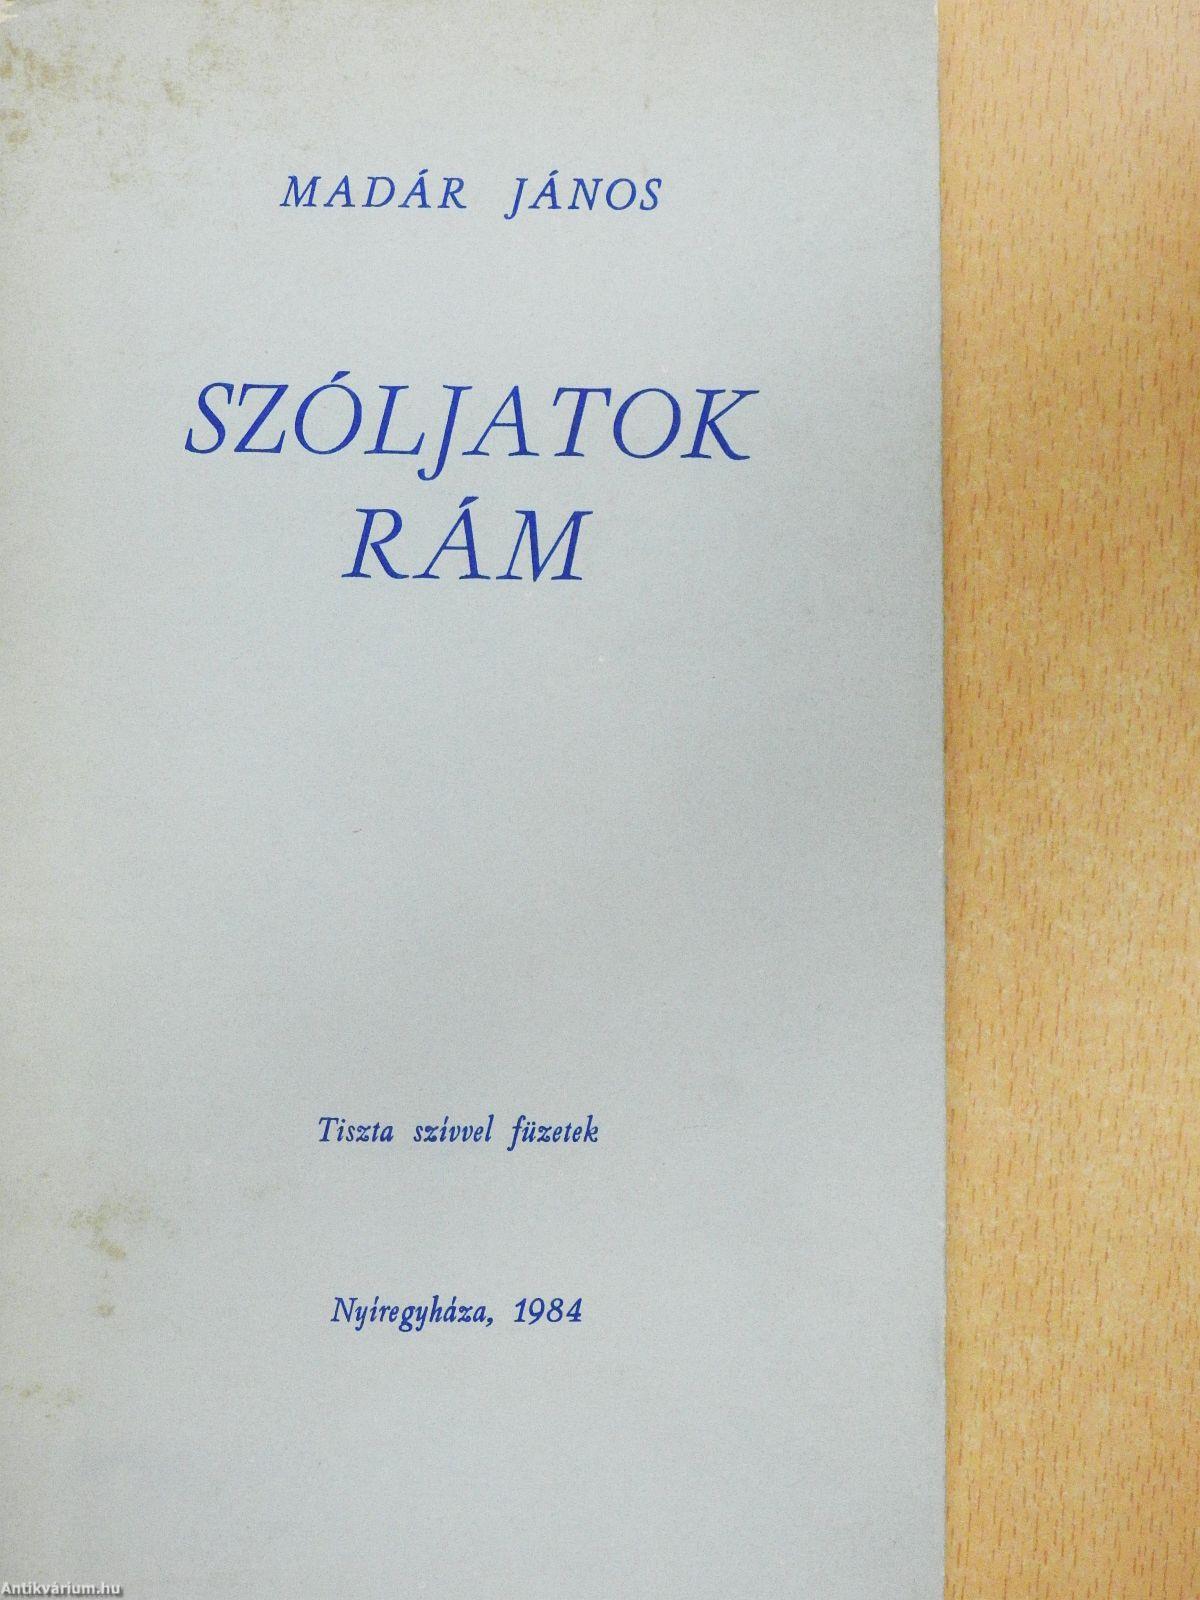 MADÁR JÁNOS
SZÓLJATOK
RÁM
Tiszta szívvel füzetek
Nyíregyháza, 1984
Antikvárium.hu